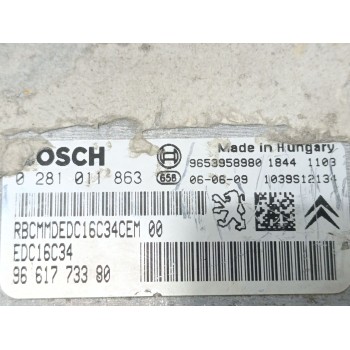 BOSCH
Made in Hungary
0 281 011 863
658
9653958980 1844 1103
06-06-09 1039S12134
RBCMMDEDC16C34CEM 00
EDC16C34
96 617 733 80